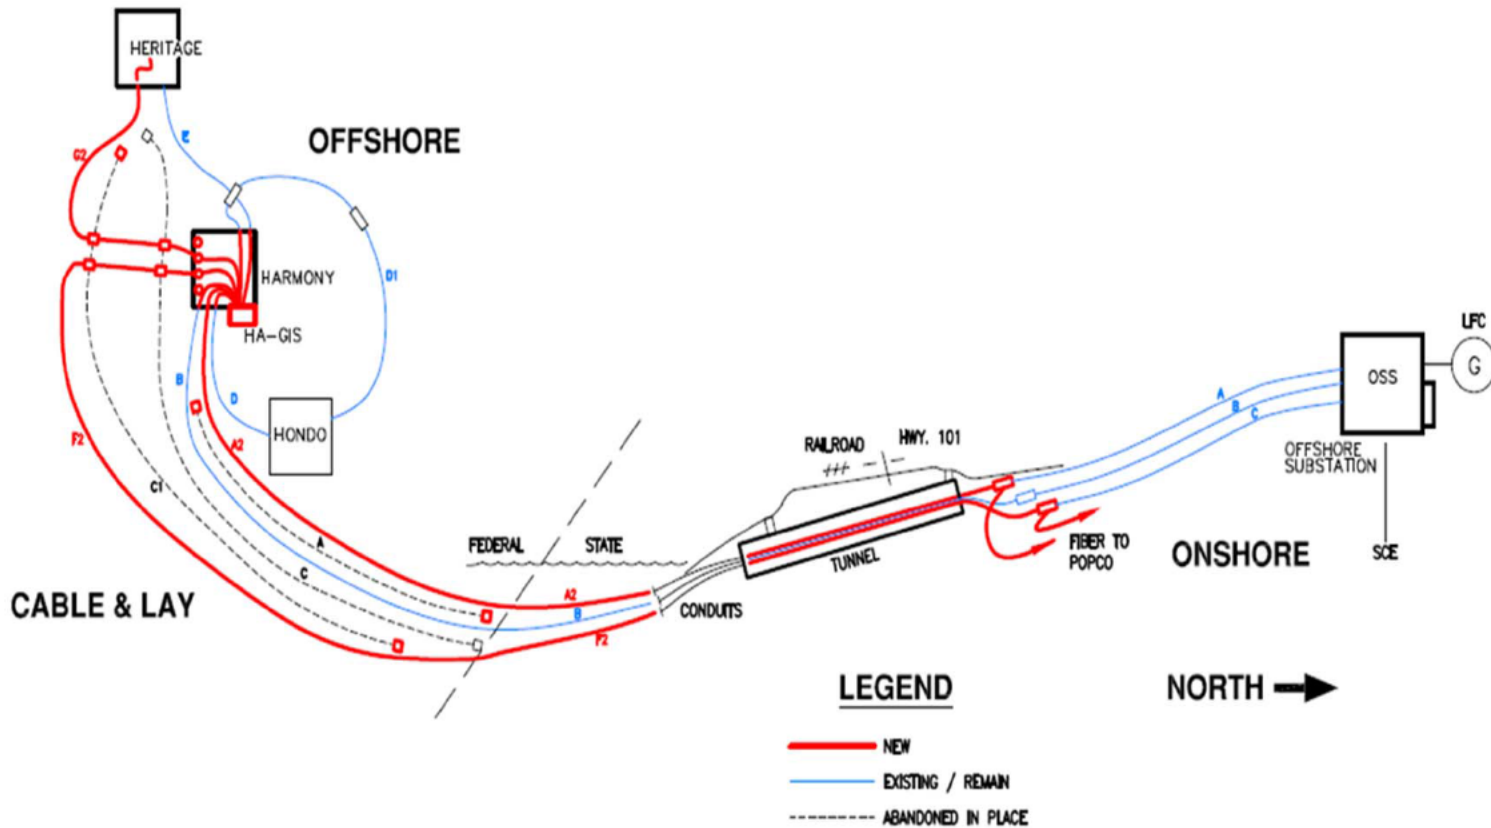 HERITAGE
OFFSHORE
E
G2
HARMONY
D1
HA-GIS
LFC
G
OSS
B
D
A
B
C
HONDO
F2
A2
RAILROAD
HWY. 101
OFFSHORE
SUBSTATION
C1
A
FEDERAL
STATE
FIBER TO
POPCO
ONSHORE
SCE
TUNNEL
C
CABLE & LAY
A2
B
F2
CONDUITS
LEGEND
NORTH
NEW
EXISTING / REMAIN
ABANDONED IN PLACE